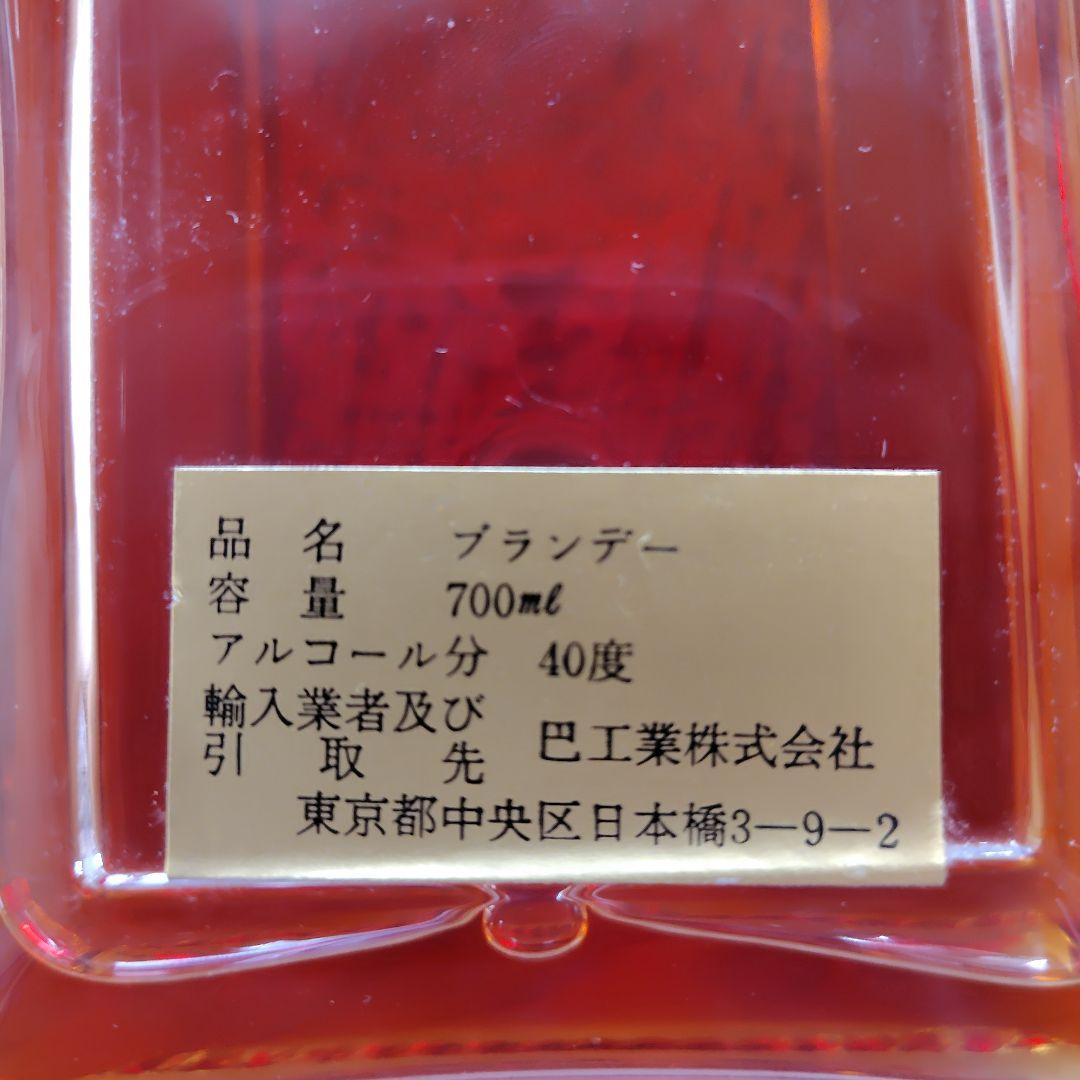 品名 ブランデー
容量 700ml
アルコール分 40度
輸入業者及び
引取先 巴工業株式会社
東京都中央区日本橋3-9-2